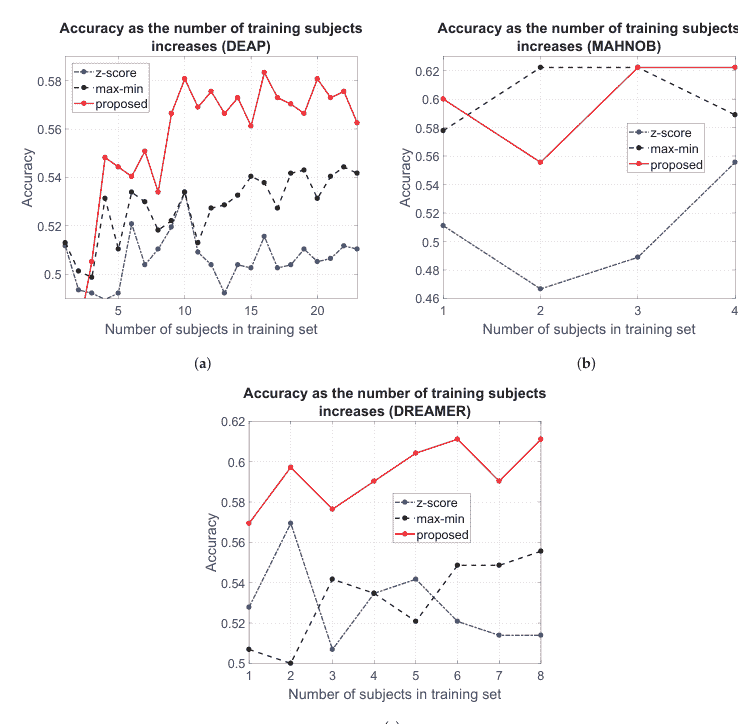 Accuracy as the number of training subjects
increases (DEAP)
z-score
max-min
proposed
0.58
0.56
0.54
0.52
0.5
Accuracy
5
10
15
20
Number of subjects in training set
(a)
Accuracy as the number of training subjects
increases (MAHNOB)
0.62
0.6
0.58
0.56
0.54
0.52
0.5
0.48
0.46
Accuracy
z-score
max-min
proposed
1
2
3
4
Number of subjects in training set
(b)
Accuracy as the number of training subjects
increases (DREAMER)
0.62
0.6
0.58
0.56
0.54
0.52
0.5
Accuracy
z-score
max-min
proposed
1
2
3
4
5
6
7
8
Number of subjects in training set